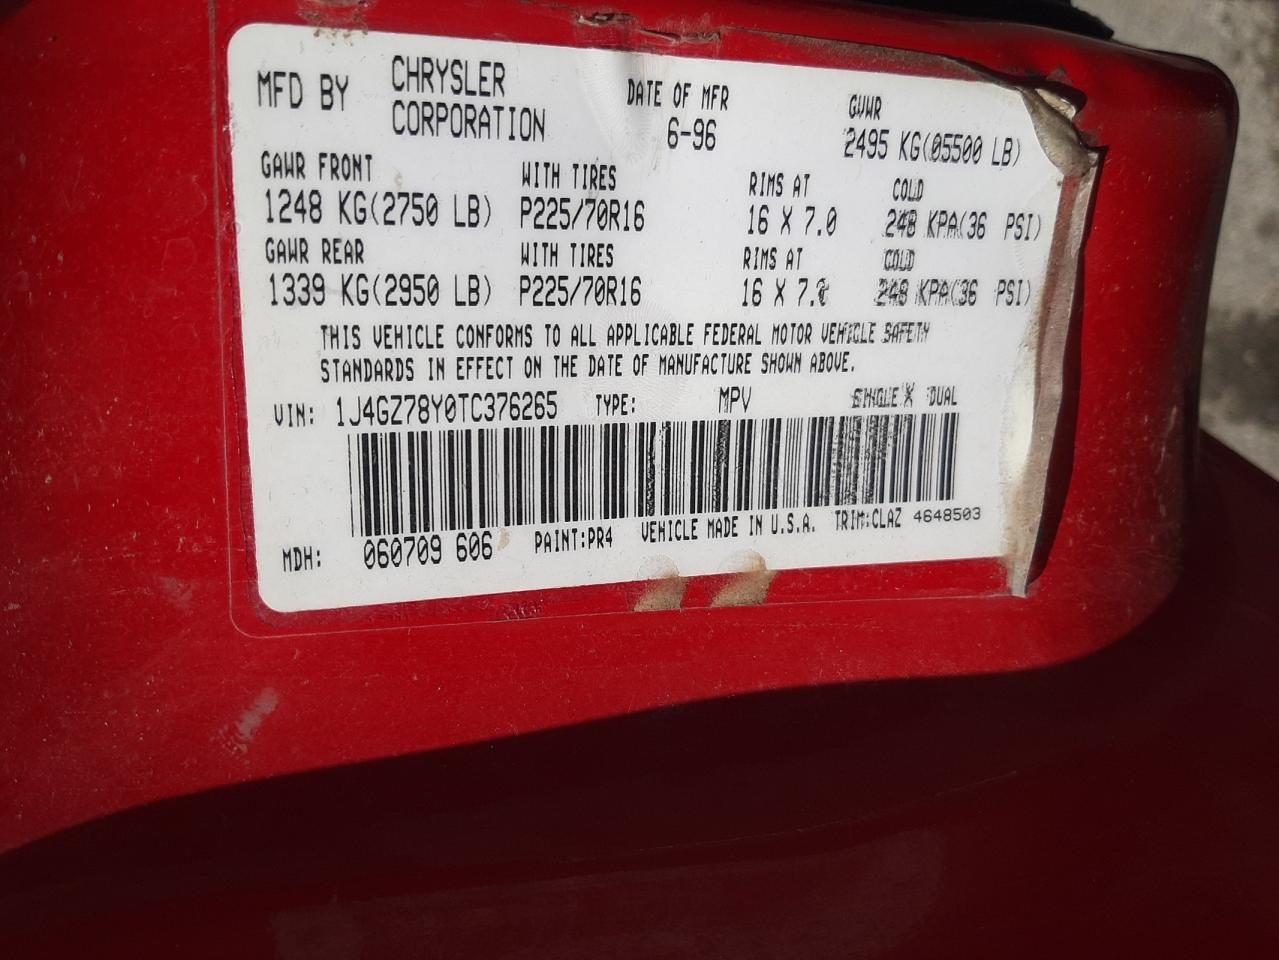 MFD BY CHRYSLER CORPORATION DATE OF MFR 6-96 GVWR 2495 KG(05500 LB)
GAWR FRONT WITH TIRES RIMS AT COLD
1248 KG(2750 LB) P225/70R16 16 X 7.0 248 KPA(36 PSI)
GAWR REAR WITH TIRES RIMS AT COLD
1339 KG(2950 LB) P225/70R16 16 X 7.0 248 KPA(36 PSI)
THIS VEHICLE CONFORMS TO ALL APPLICABLE FEDERAL MOTOR VEHICLE SAFETY
STANDARDS IN EFFECT ON THE DATE OF MANUFACTURE SHOWN ABOVE.
VIN: 1J4GZ78Y0TC376265 TYPE: MPV SINGLE X DUAL
MDH: 060709 606 PAINT:PR4 VEHICLE MADE IN U.S.A. TRIM:CLAZ 4648503